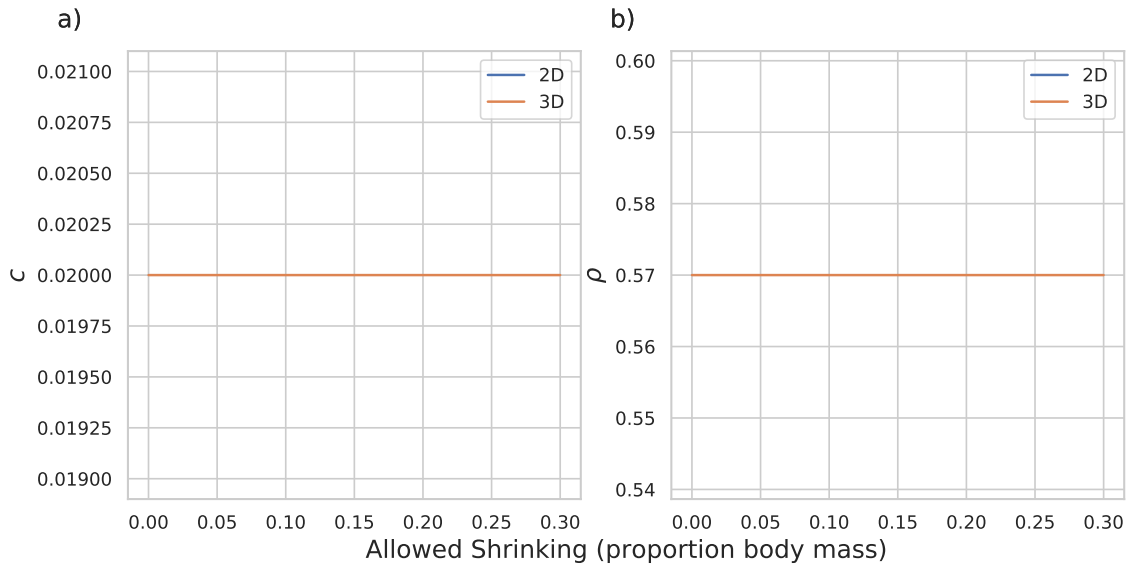 a)
b)
0.02100
0.02075
0.02050
0.02025
0.02000
0.01975
0.01950
0.01925
0.01900
c
2D
3D
0.00 0.05 0.10 0.15 0.20 0.25 0.30
0.60
0.59
0.58
0.57
0.56
0.55
0.54
ρ
2D
3D
0.00 0.05 0.10 0.15 0.20 0.25 0.30
Allowed Shrinking (proportion body mass)